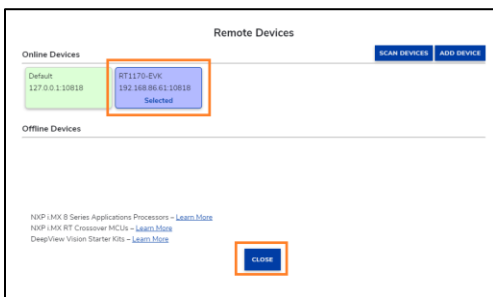 Remote Devices
Online Devices
SCAN DEVICES
ADD DEVICE
Default
127.0.0.1:10818
RT1170-EVK
192.168.86.61:10818
Selected
Offline Devices
NXP i.MX 8 Series Applications Processors – Learn More
NXP i.MX RT Crossover MCUs – Learn More
DeepView Vision Starter Kits – Learn More
CLOSE